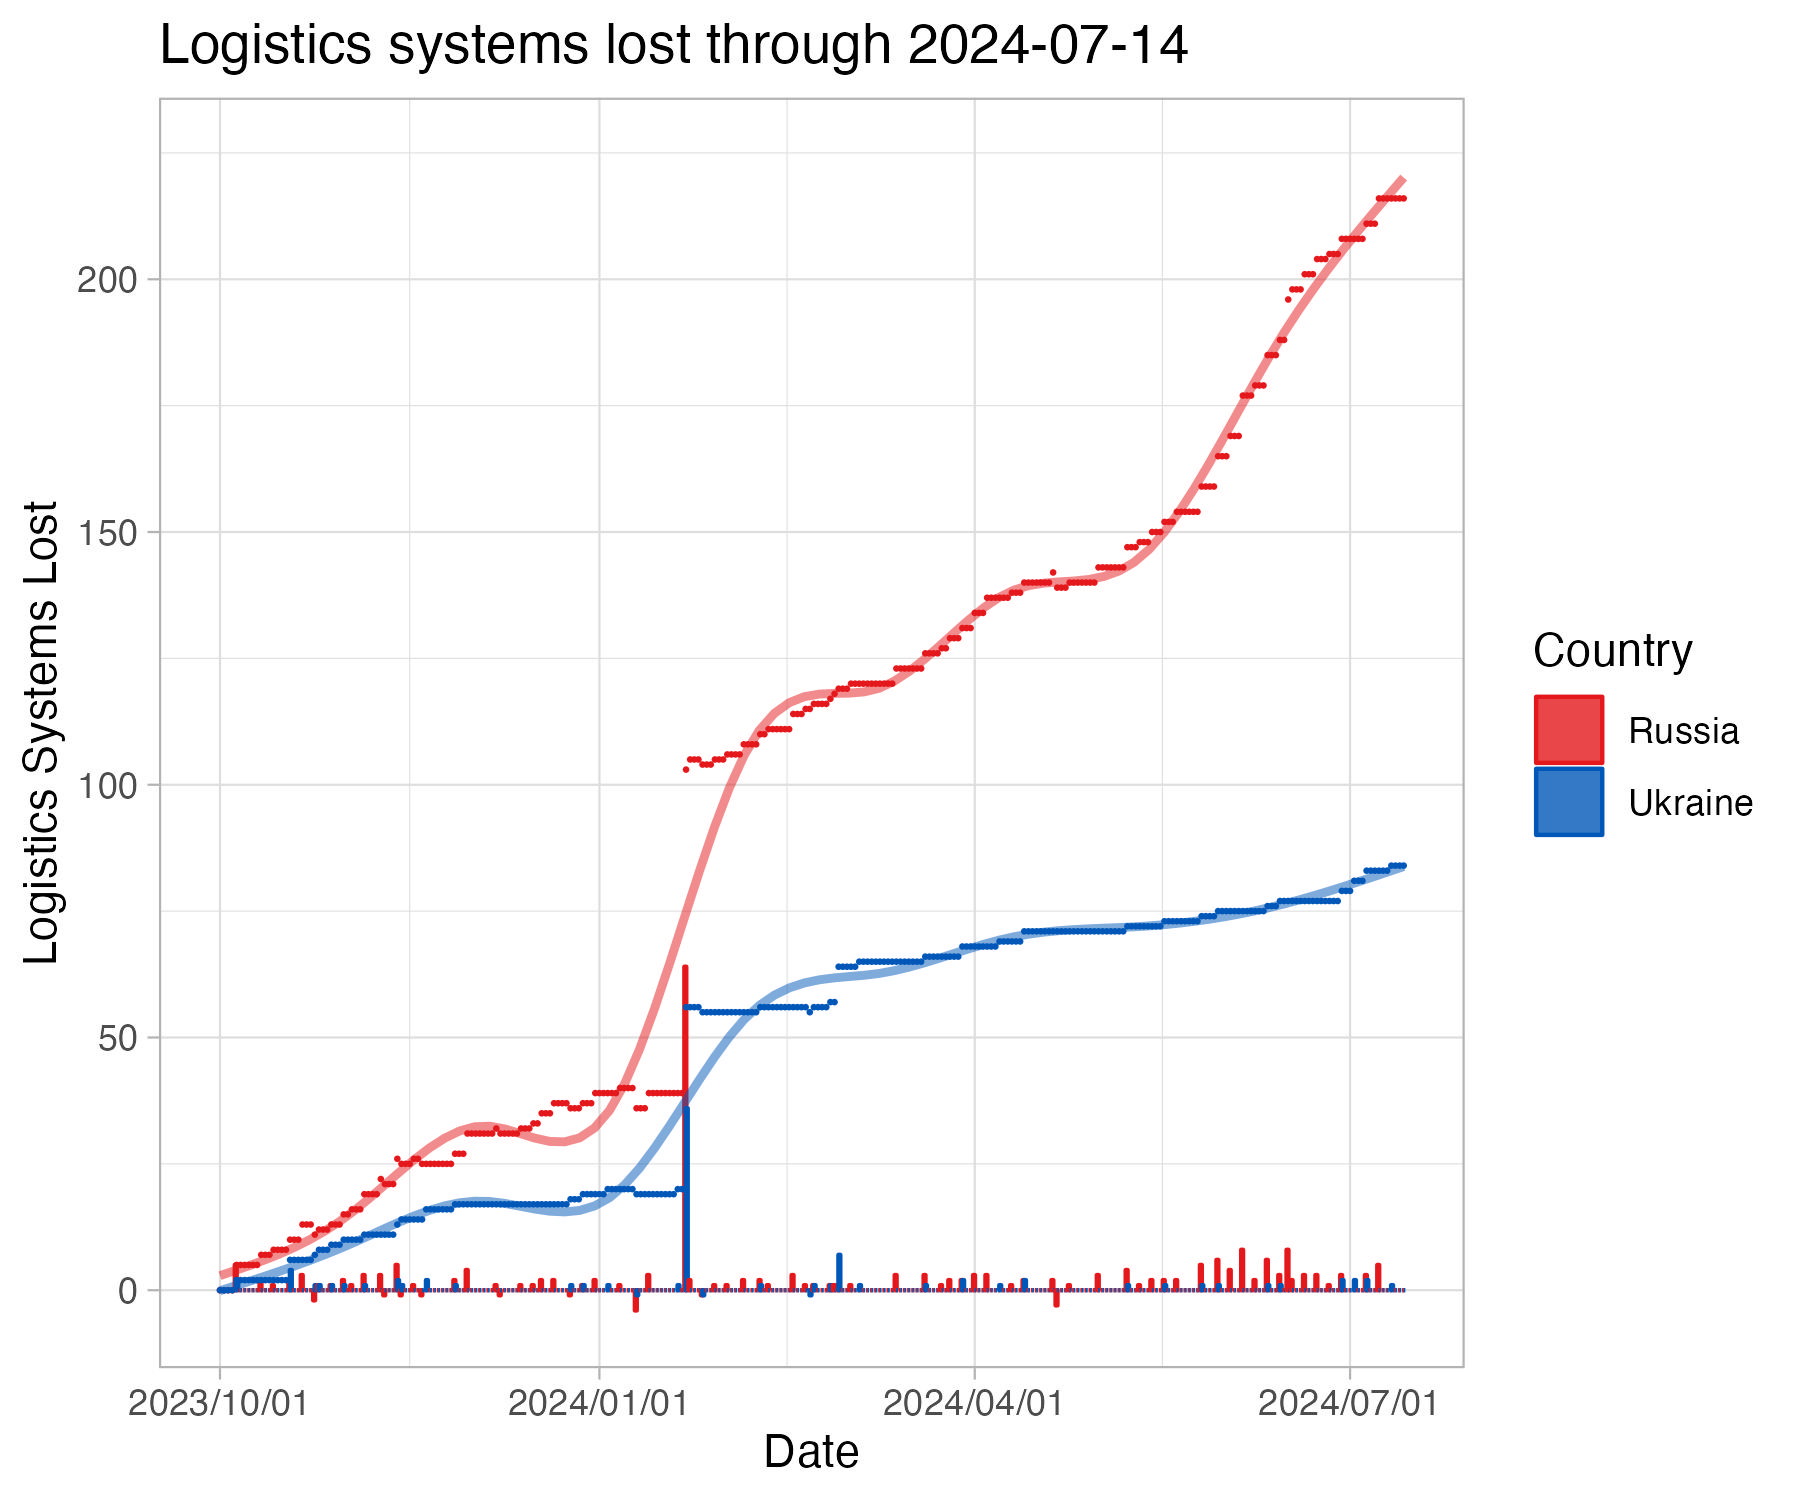 Logistics systems lost through 2024-07-14
Logistics Systems Lost
200
150
100
50
0
2023/10/01
2024/01/01
2024/04/01
2024/07/01
Date
Country
Russia
Ukraine